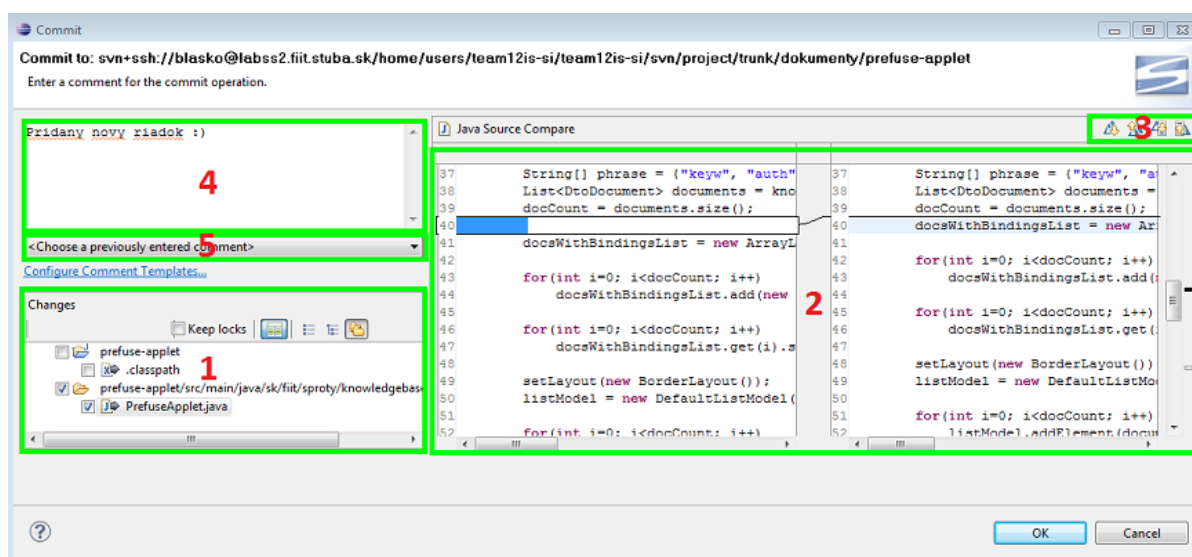 Commit
Commit to: svn+ssh://blasko@labss2.fiit.stuba.sk/home/users/team12is-si/team12is-si/svn/project/trunk/dokumenty/prefuse-applet
Enter a comment for the commit operation.
Pridany novy riadok :)
4
<Choose a previously entered comment>
5
Configure Comment Templates...
Changes
Keep locks
prefuse-applet
.classpath
1
prefuse-applet/src/main/java/sk/fiit/sproty/knowledgebase
PrefuseApplet.java
Java Source Compare
3
37 String[] phrase = {"keyw", "auth"
38 List<DtoDocument> documents = kno
39 docCount = documents.size();
40
41 docsWithBindingsList = new ArrayL
42
43 for(int i=0; i<docCount; i++)
44 docsWithBindingsList.add(new
45
46 for(int i=0; i<docCount; i++)
47 docsWithBindingsList.get(i).s
48
49 setLayout(new BorderLayout());
50 listModel = new DefaultListModel(
51
52 for(int i=0; i<docCount; i++)
2
37 String[] phrase = {"keyw", "a
38 List<DtoDocument> documents =
39 docCount = documents.size();
40 docsWithBindingsList = new Ar
41
42 for(int i=0; i<docCount; i++)
43 docsWithBindingsList.add(
44
45 for(int i=0; i<docCount; i++)
46 docsWithBindingsList.get(
47
48 setLayout(new BorderLayout())
49 listModel = new DefaultListMo
50
51 for(int i=0; i<docCount; i++)
52 listModel.addElement(docu
OK
Cancel